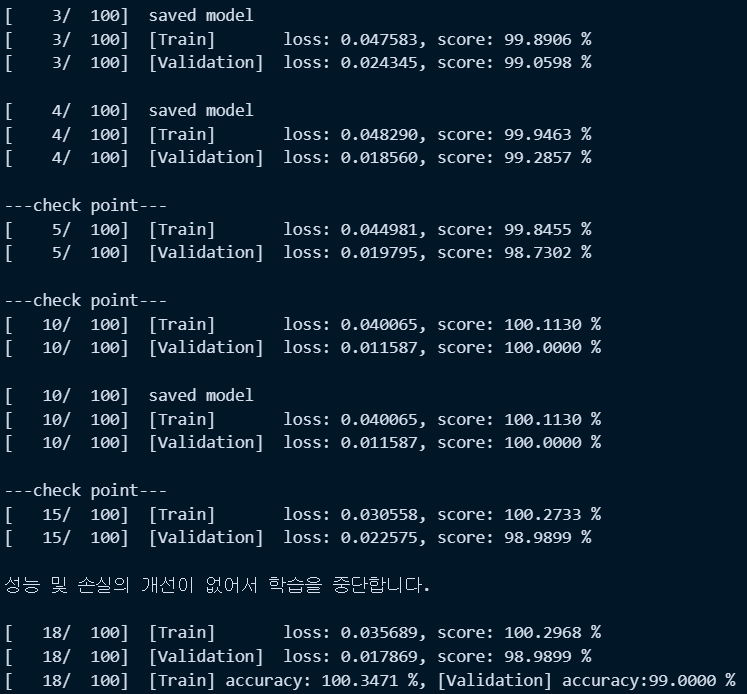 [    3/  100]  saved model
[    3/  100]  [Train]       loss: 0.047583, score: 99.8906 %
[    3/  100]  [Validation]  loss: 0.024345, score: 99.0598 %
[    4/  100]  saved model
[    4/  100]  [Train]       loss: 0.048290, score: 99.9463 %
[    4/  100]  [Validation]  loss: 0.018560, score: 99.2857 %
---check point---
[    5/  100]  [Train]       loss: 0.044981, score: 99.8455 %
[    5/  100]  [Validation]  loss: 0.019795, score: 98.7302 %
---check point---
[   10/  100]  [Train]       loss: 0.040065, score: 100.1130 %
[   10/  100]  [Validation]  loss: 0.011587, score: 100.0000 %
[   10/  100]  saved model
[   10/  100]  [Train]       loss: 0.040065, score: 100.1130 %
[   10/  100]  [Validation]  loss: 0.011587, score: 100.0000 %
---check point---
[   15/  100]  [Train]       loss: 0.030558, score: 100.2733 %
[   15/  100]  [Validation]  loss: 0.022575, score: 98.9899 %
성능 및 손실의 개선이 없어서 학습을 중단합니다.
[   18/  100]  [Train]       loss: 0.035689, score: 100.2968 %
[   18/  100]  [Validation]  loss: 0.017869, score: 98.9899 %
[   18/  100]  [Train] accuracy: 100.3471 %, [Validation] accuracy:99.0000 %